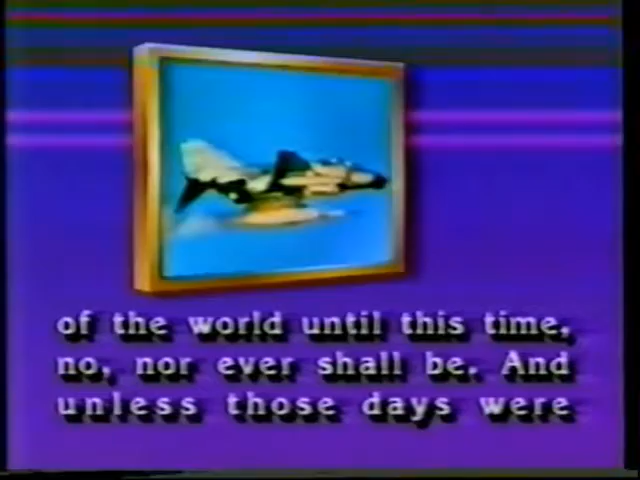 of the world until this time,
no, nor ever shall be. And
unless those days were